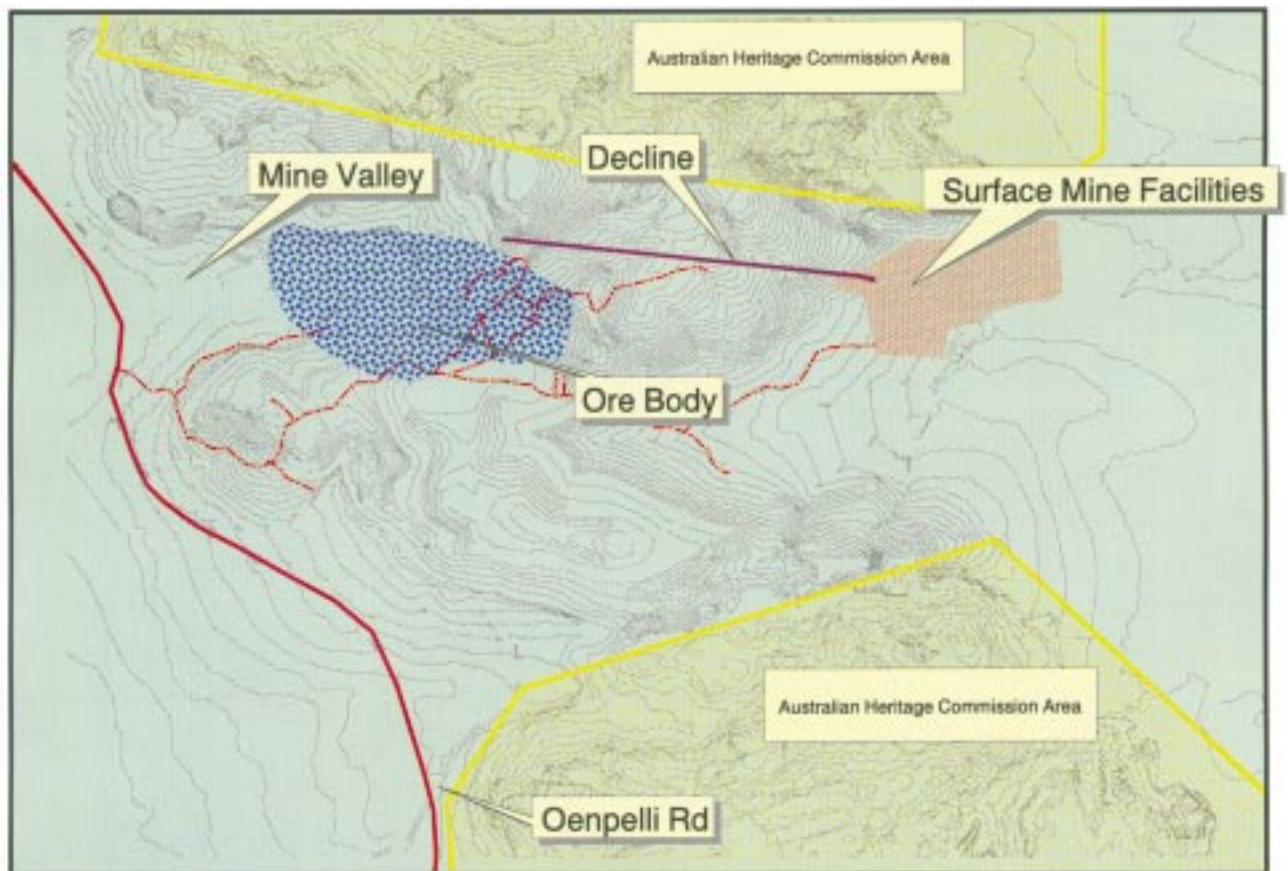 Australian Heritage Commission Area
Decline
Mine Valley
Surface Mine Facilities
Ore Body
Australian Heritage Commission Area
Oenpelli Rd